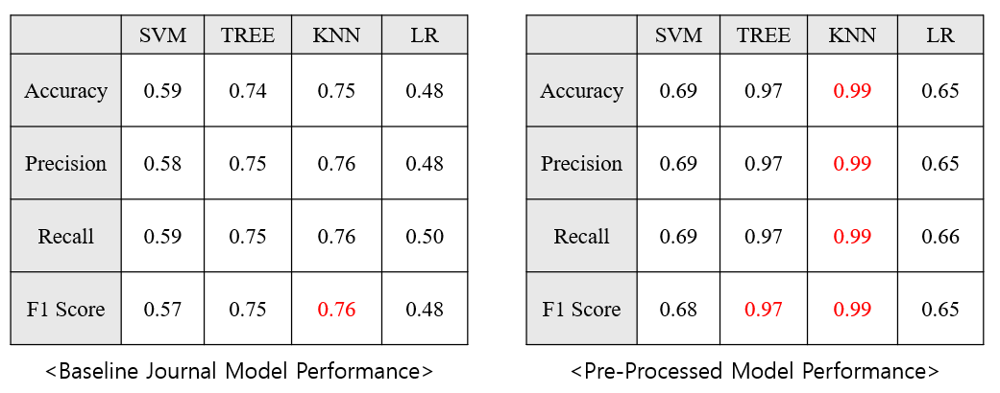 SVM TREE KNN LR
Accuracy 0.59 0.74 0.75 0.48
Precision 0.58 0.75 0.76 0.48
Recall 0.59 0.75 0.76 0.50
F1 Score 0.57 0.75 0.76 0.48
<Baseline Journal Model Performance>
SVM TREE KNN LR
Accuracy 0.69 0.97 0.99 0.65
Precision 0.69 0.97 0.99 0.65
Recall 0.69 0.97 0.99 0.66
F1 Score 0.68 0.97 0.99 0.65
<Pre-Processed Model Performance>